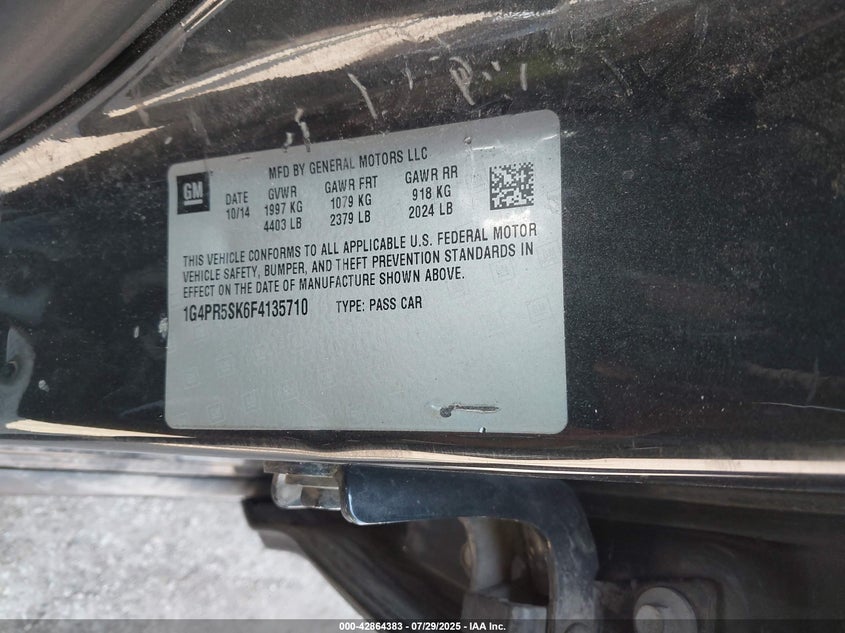 MFD BY GENERAL MOTORS LLC
GM
DATE GVWR GAWR FRT GAWR RR
10/14 1997 KG 1079 KG 918 KG
4403 LB 2379 LB 2024 LB
THIS VEHICLE CONFORMS TO ALL APPLICABLE U.S. FEDERAL MOTOR
VEHICLE SAFETY, BUMPER, AND THEFT PREVENTION STANDARDS IN
EFFECT ON THE DATE OF MANUFACTURE SHOWN ABOVE.
1G4PR5SK6F4135710 TYPE: PASS CAR
000-42864383 - 07/29/2025 - IAA Inc.